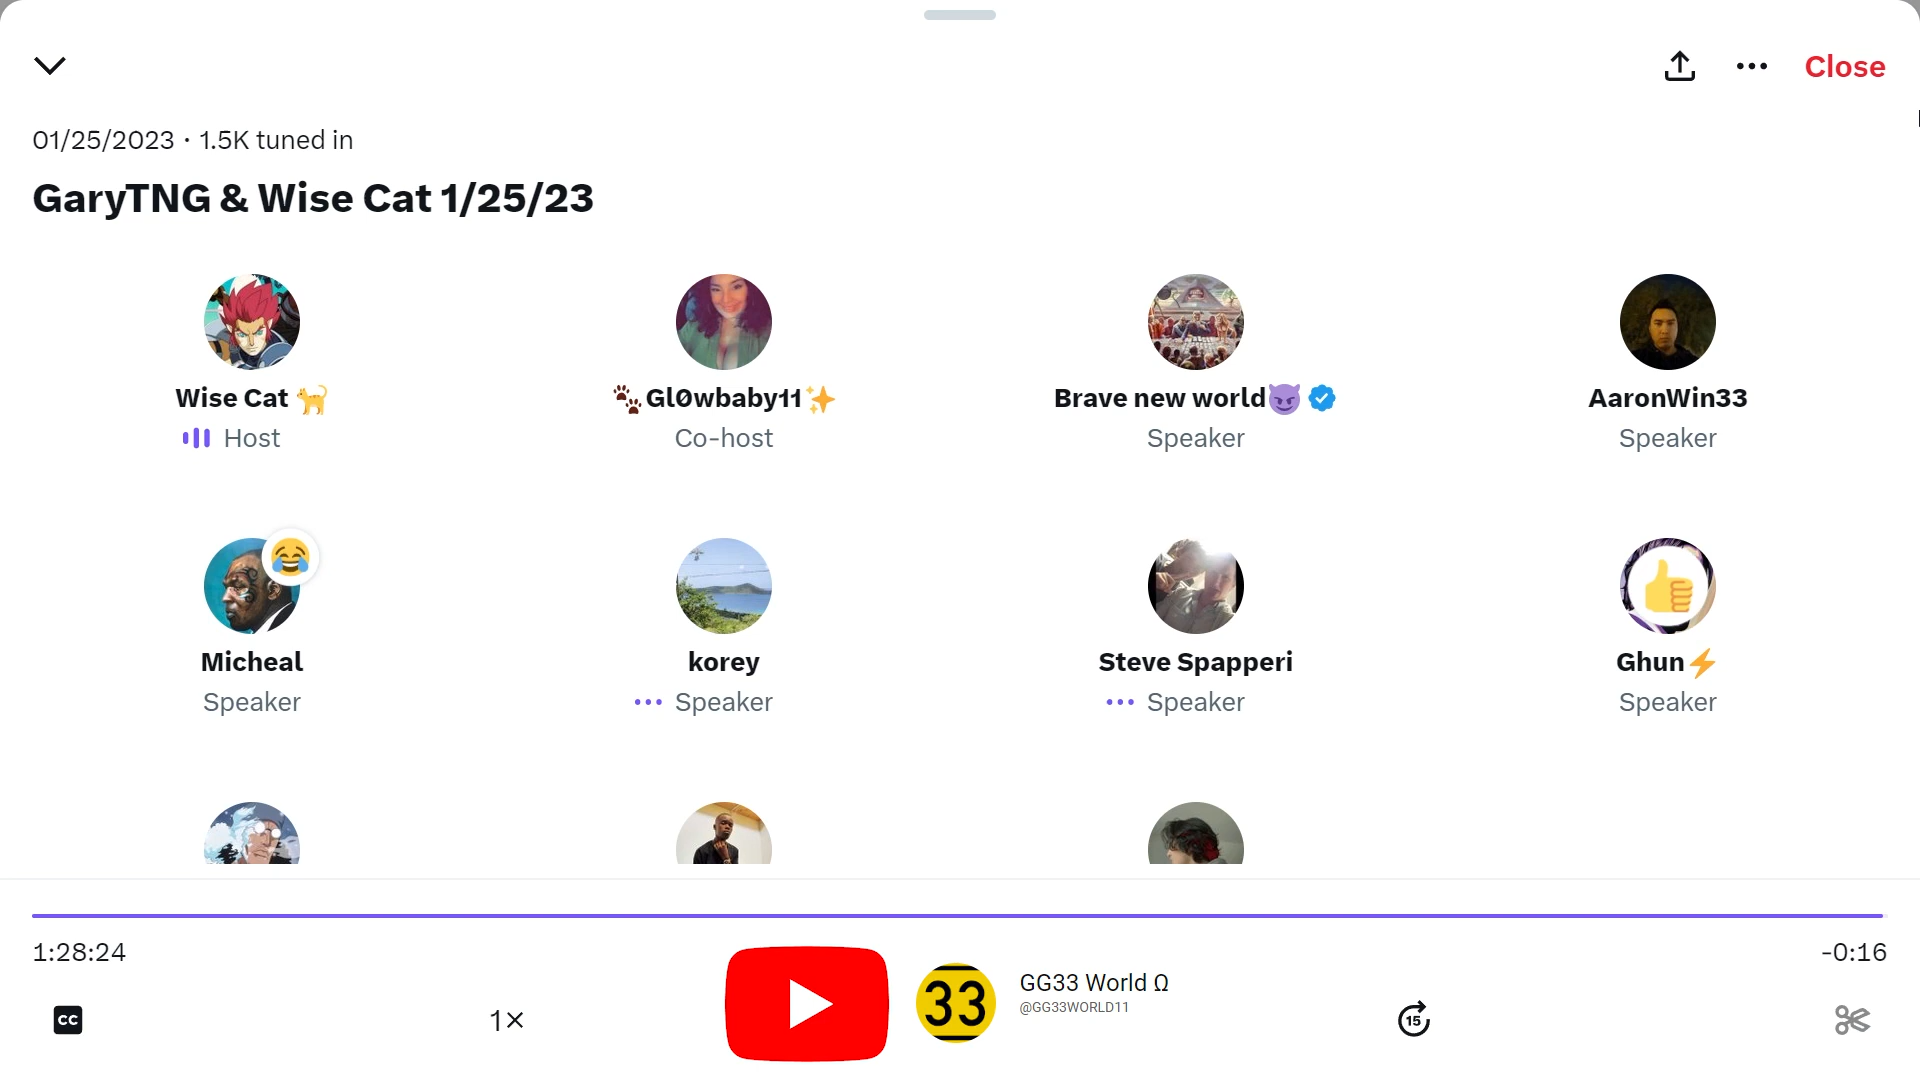 Close
01/25/2023 · 1.5K tuned in
GaryTNG & Wise Cat 1/25/23
Wise Cat 🐈
Host
🐾Gl0wbaby11✨
Co-host
Brave new world😈
Speaker
AaronWin33
Speaker
Micheal
Speaker
korey
Speaker
Steve Spapperi
Speaker
Ghun⚡
Speaker
1:28:24
-0:16
CC
1×
33
GG33 World Ω
@GG33WORLD11
15